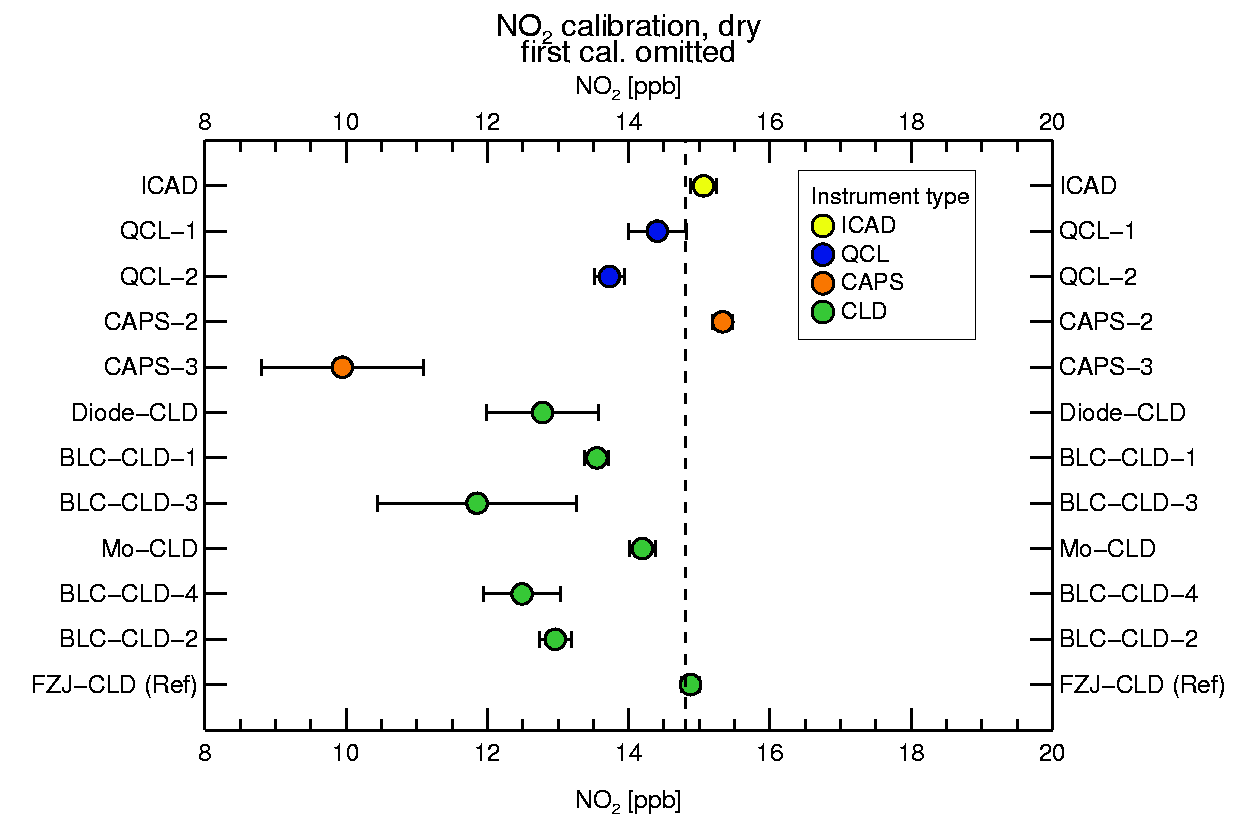 NO₂ calibration, dry
first cal. omitted
NO₂ [ppb]
8 10 12 14 16 18 20
ICAD ICAD
QCL−1 QCL−1
QCL−2 QCL−2
CAPS−2 CAPS−2
CAPS−3 CAPS−3
Diode−CLD Diode−CLD
BLC−CLD−1 BLC−CLD−1
BLC−CLD−3 BLC−CLD−3
Mo−CLD Mo−CLD
BLC−CLD−4 BLC−CLD−4
BLC−CLD−2 BLC−CLD−2
FZJ−CLD (Ref) FZJ−CLD (Ref)
Instrument type
ICAD
QCL
CAPS
CLD
8 10 12 14 16 18 20
NO₂ [ppb]